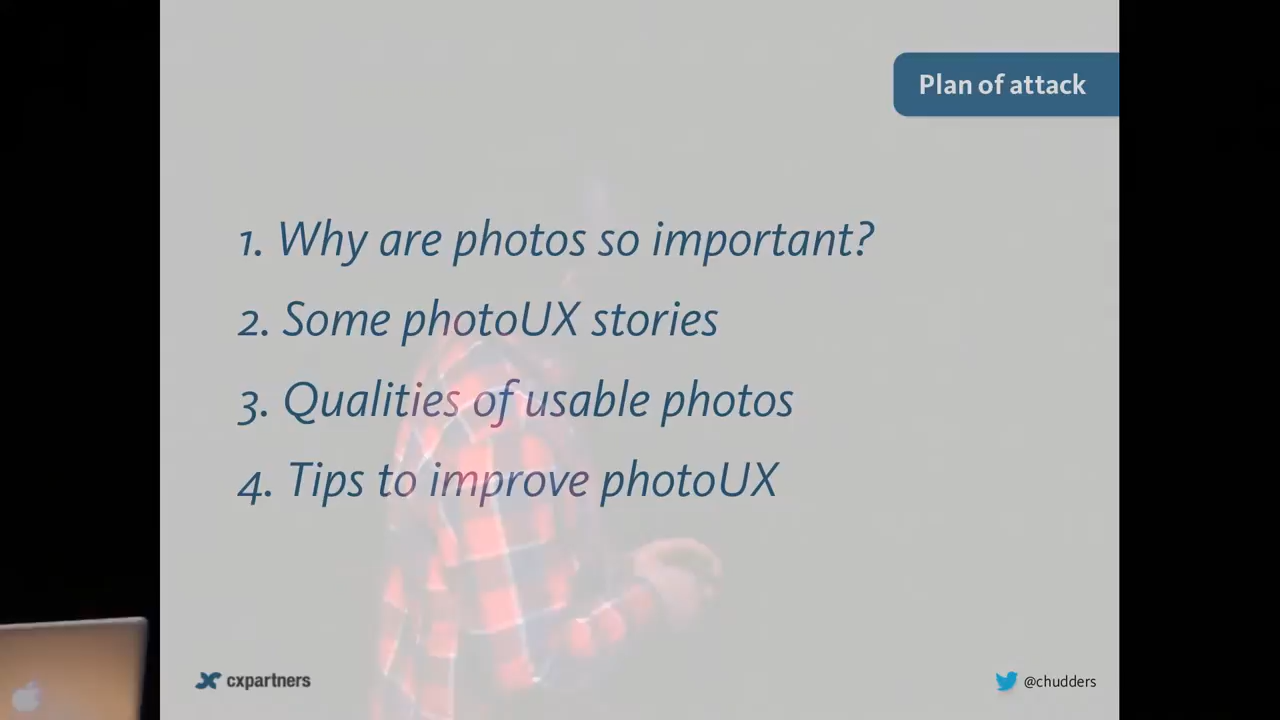 Plan of attack
1. Why are photos so important?
2. Some photoUX stories
3. Qualities of usable photos
4. Tips to improve photoUX
cxpartners
@chudders